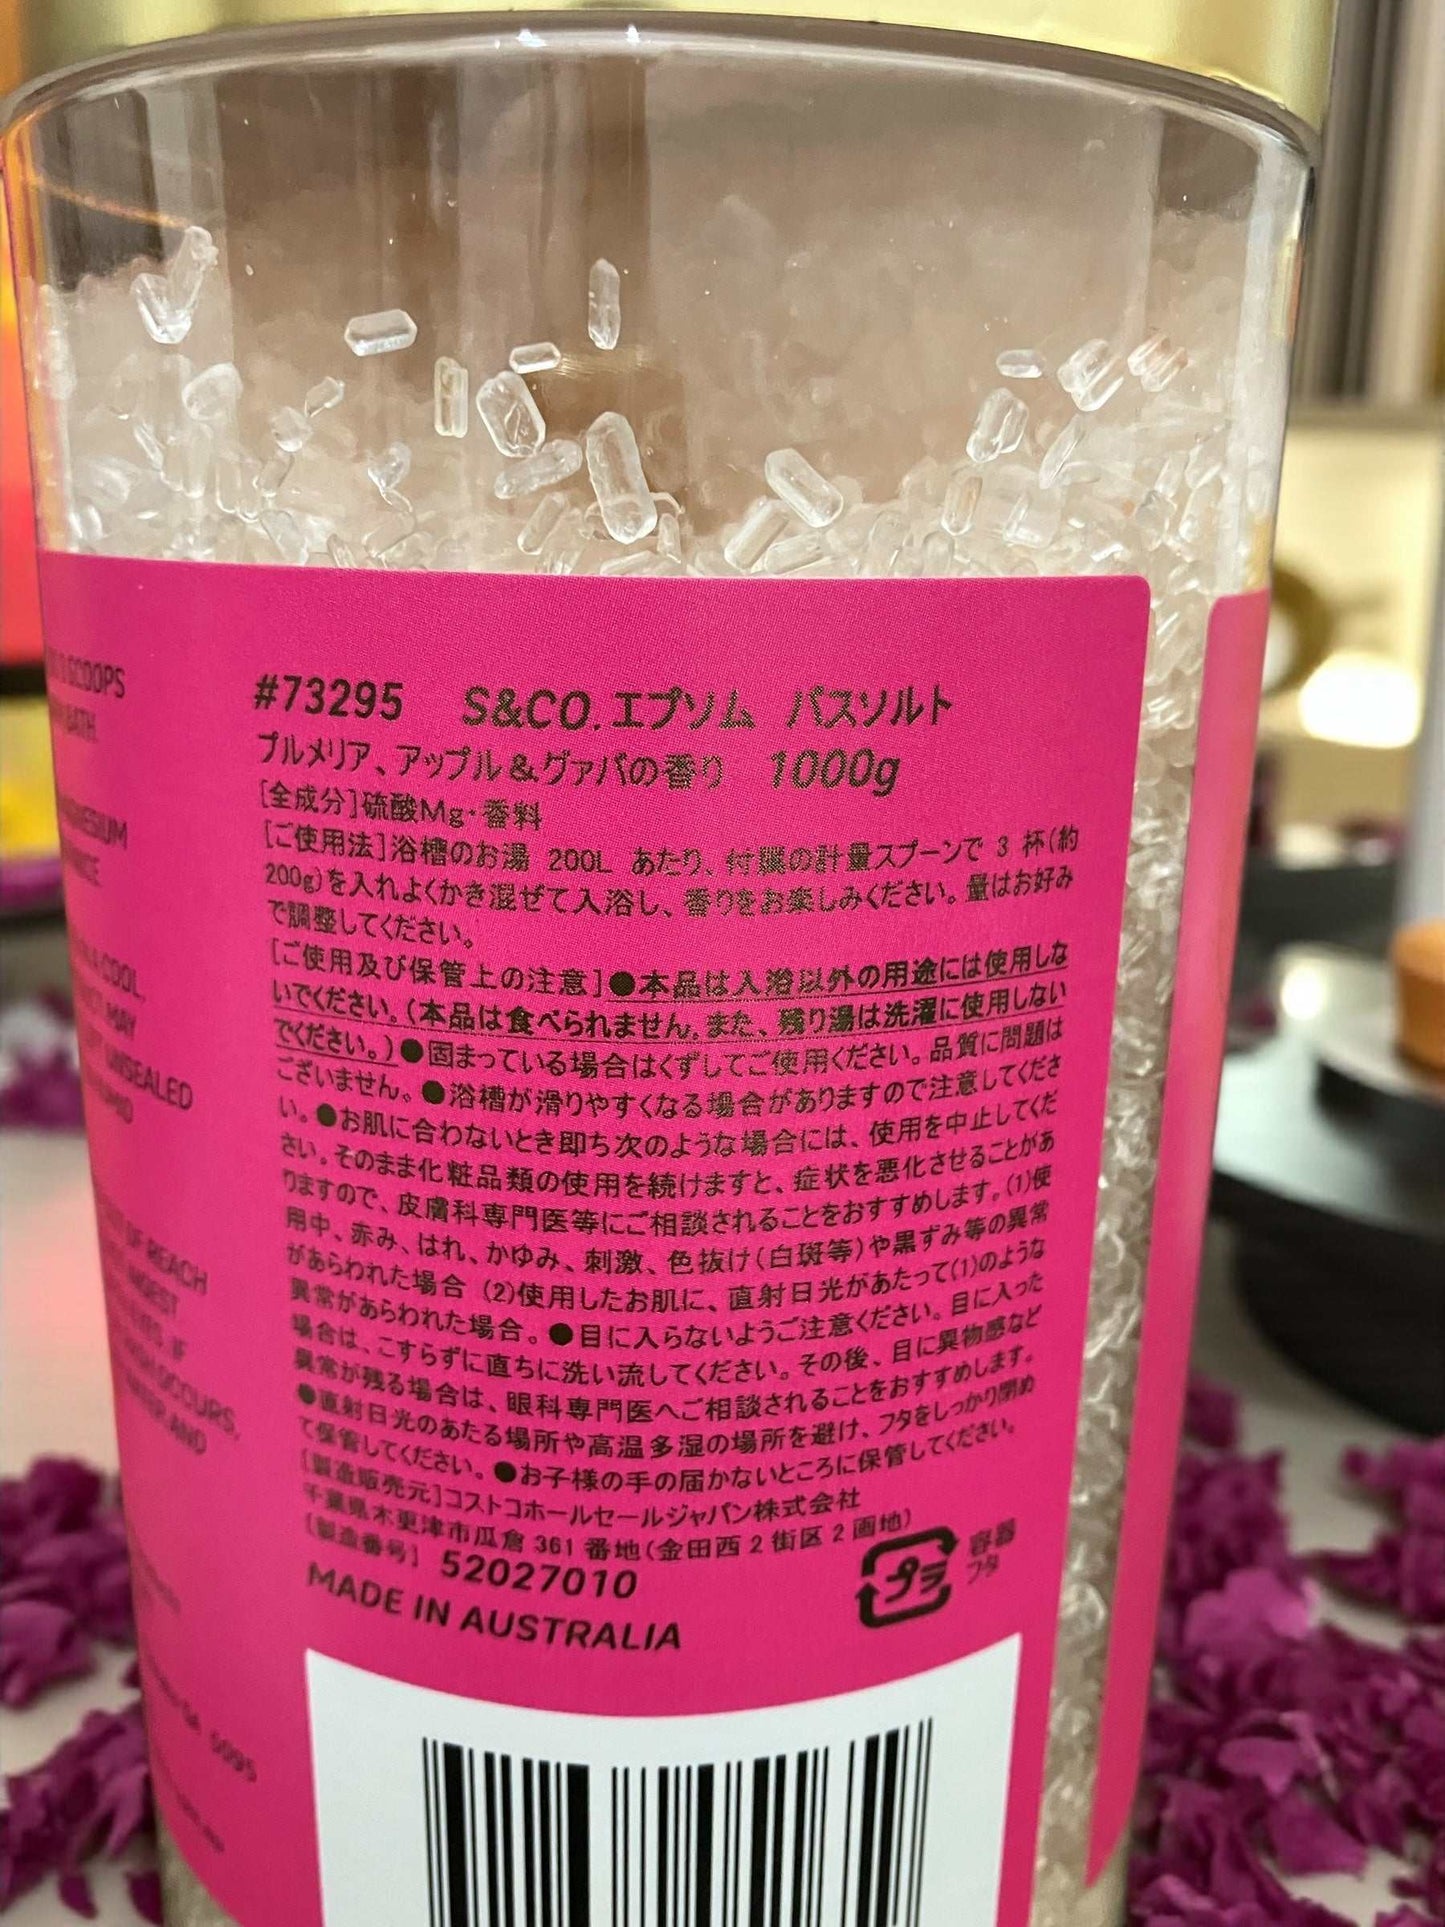 SCOOPS
BATH
#73295 S&CO.エプソム バスソルト
プルメリア、アップル&グァバの香り 1000g
[全成分]硫酸Mg・香料
[ご使用法]浴槽のお湯 200L あたり、付属の計量スプーンで 3 杯(約
200g)を入れよくかき混ぜて入浴し、香りをお楽しみください。量はお好み
で調整してください。
[ご使用及び保管上の注意]●本品は入浴以外の用途には使用しな
いでください。(本品は食べられません。また、残り湯は洗濯に使用しない
でください。)●固まっている場合はくずしてご使用ください。品質に問題は
ございません。●浴槽が滑りやすくなる場合がありますので注意してくださ
い。●お肌に合わないとき即ち次のような場合には、使用を中止してくだ
さい。そのまま化粧品類の使用を続けますと、症状を悪化させることがあ
りますので、皮膚科専門医等にご相談されることをおすすめします。(1)使
用中、赤み、はれ、かゆみ、刺激、色抜け(白斑等)や黒ずみ等の異常
があらわれた場合 (2)使用したお肌に、直射日光があたって(1)のような
異常があらわれた場合。●目に入らないようご注意ください。目に入った
場合は、こすらずに直ちに洗い流してください。その後、目に異物感など
異常が残る場合は、眼科専門医へご相談されることをおすすめします。
●直射日光のあたる場所や高温多湿の場所を避け、フタをしっかり閉め
て保管してください。●お子様の手の届かないところに保管してください。
[製造販売元]コストコホールセールジャパン株式会社
千葉県木更津市瓜倉 361 番地(金田西 2 街区 2 画地)
[製造番号] 52027010
MADE IN AUSTRALIA
プラ
容器
フタ
COOL,
MAY
UNSEALED
OF REACH
INGEST
EYES. IF
OCCURS,
AND
5095